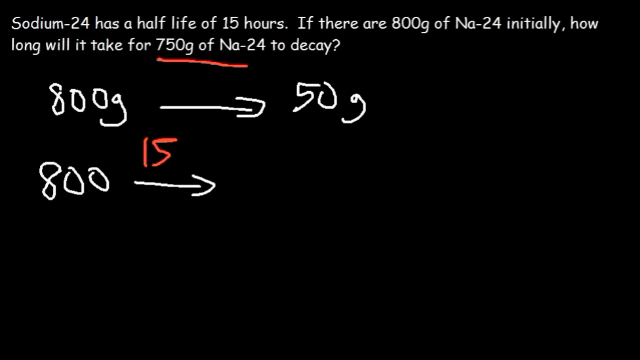 Sodium-24 has a half life of 15 hours.  If there are 800g of Na-24 initially, how
long will it take for 750g of Na-24 to decay?
800g → 50g
15
800 →